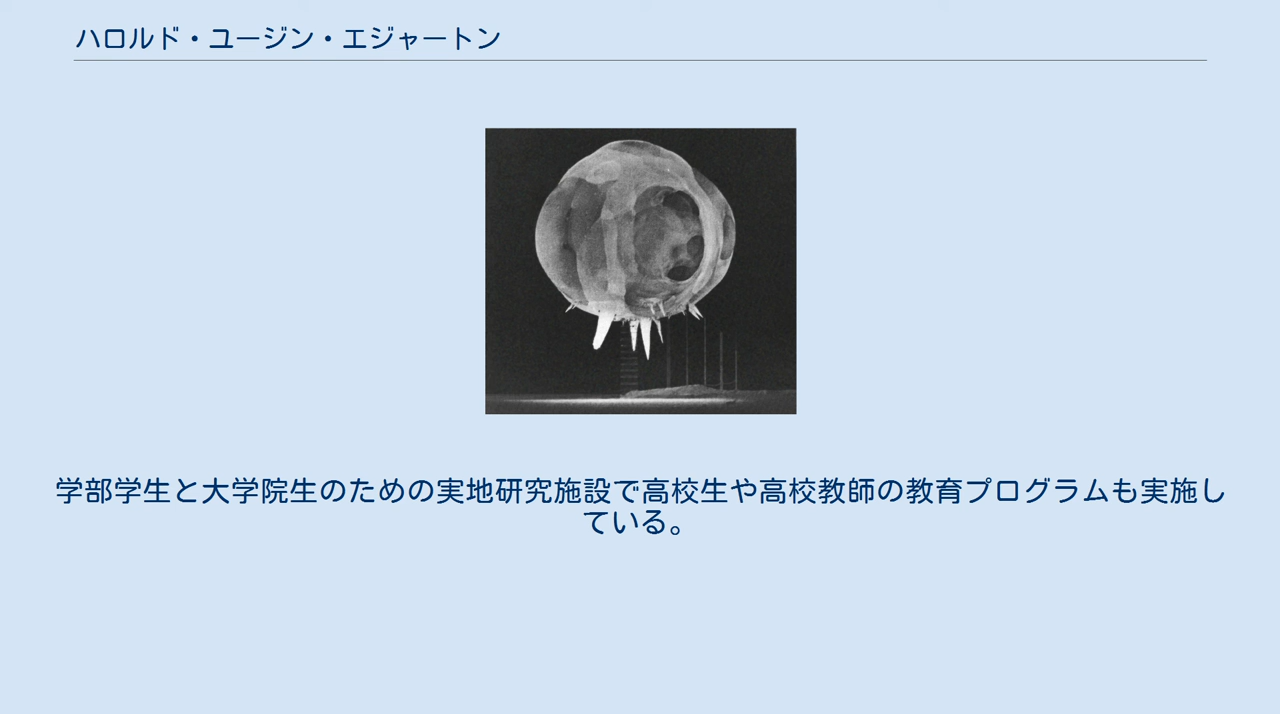 ハロルド・ユージン・エジャートン
学部学生と大学院生のための実地研究施設で高校生や高校教師の教育プログラムも実施し
ている。